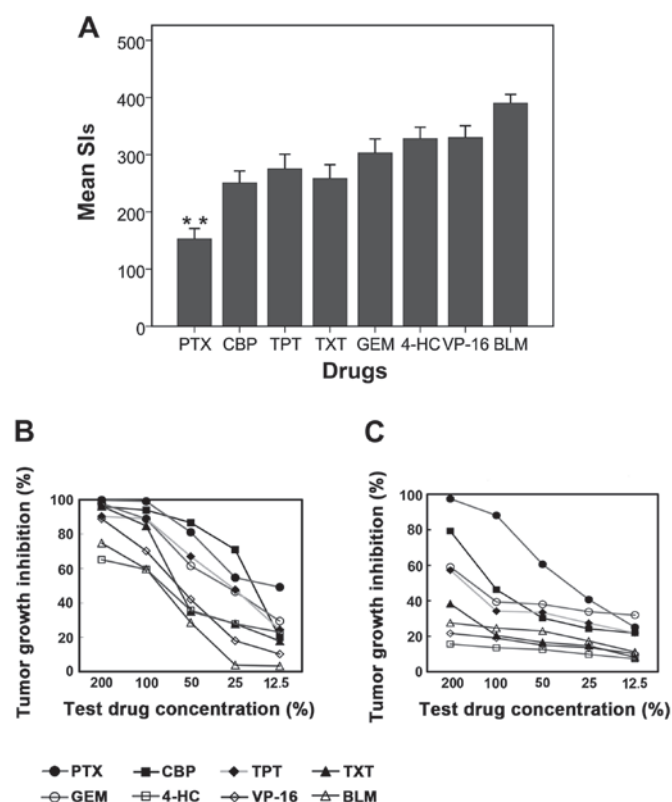 A
500
400
300
200
100
0
Mean SIs
**
PTX CBP TPT TXT GEM 4-HC VP-16 BLM
Drugs
B
100
80
60
40
20
0
Tumor growth inhibition (%)
200 100 50 25 12.5
Test drug concentration (%)
C
100
80
60
40
20
0
Tumor growth inhibition (%)
200 100 50 25 12.5
Test drug concentration (%)
PTX CBP TPT TXT
GEM 4-HC VP-16 BLM